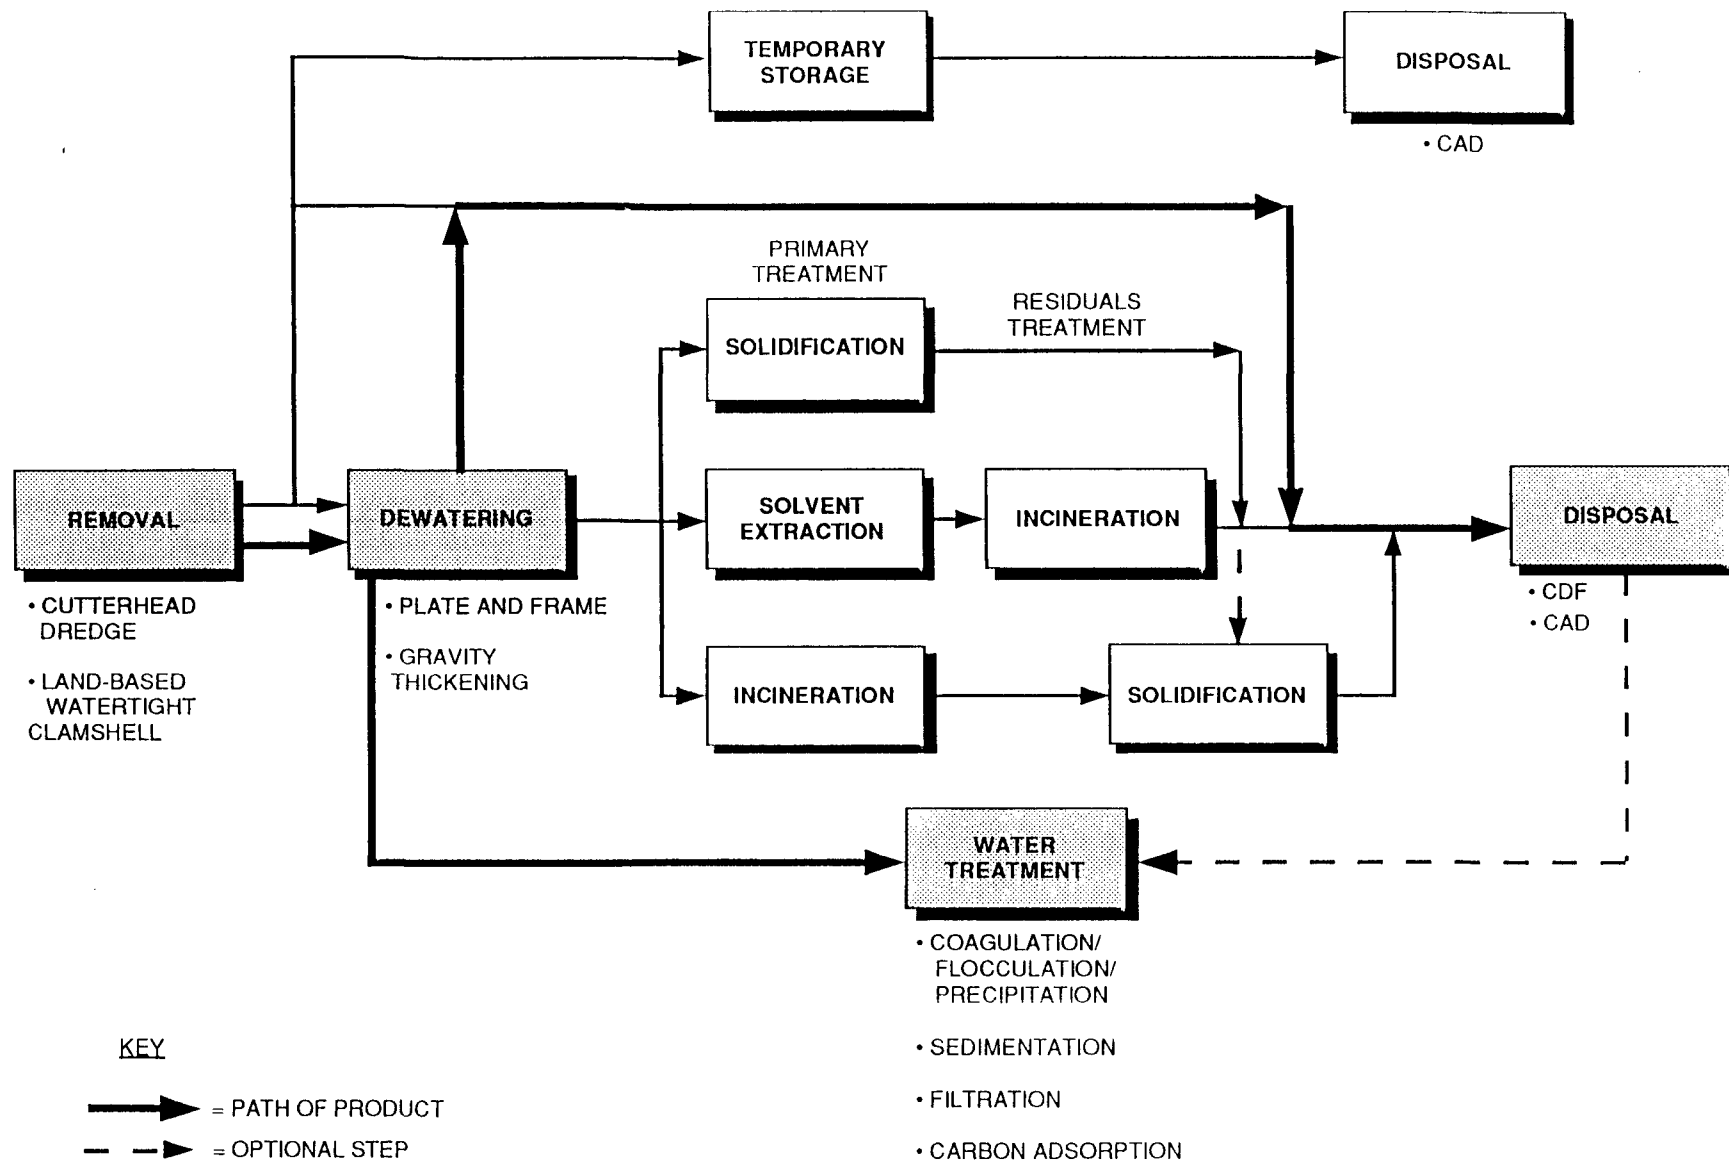 TEMPORARY
STORAGE
DISPOSAL
• CAD
PRIMARY
TREATMENT
RESIDUALS
TREATMENT
SOLIDIFICATION
REMOVAL
• CUTTERHEAD
DREDGE
• LAND-BASED
WATERTIGHT
CLAMSHELL
DEWATERING
• PLATE AND FRAME
• GRAVITY
THICKENING
SOLVENT
EXTRACTION
INCINERATION
DISPOSAL
• CDF
• CAD
INCINERATION
SOLIDIFICATION
WATER
TREATMENT
• COAGULATION/
FLOCCULATION/
PRECIPITATION
• SEDIMENTATION
• FILTRATION
• CARBON ADSORPTION
KEY
= PATH OF PRODUCT
= OPTIONAL STEP